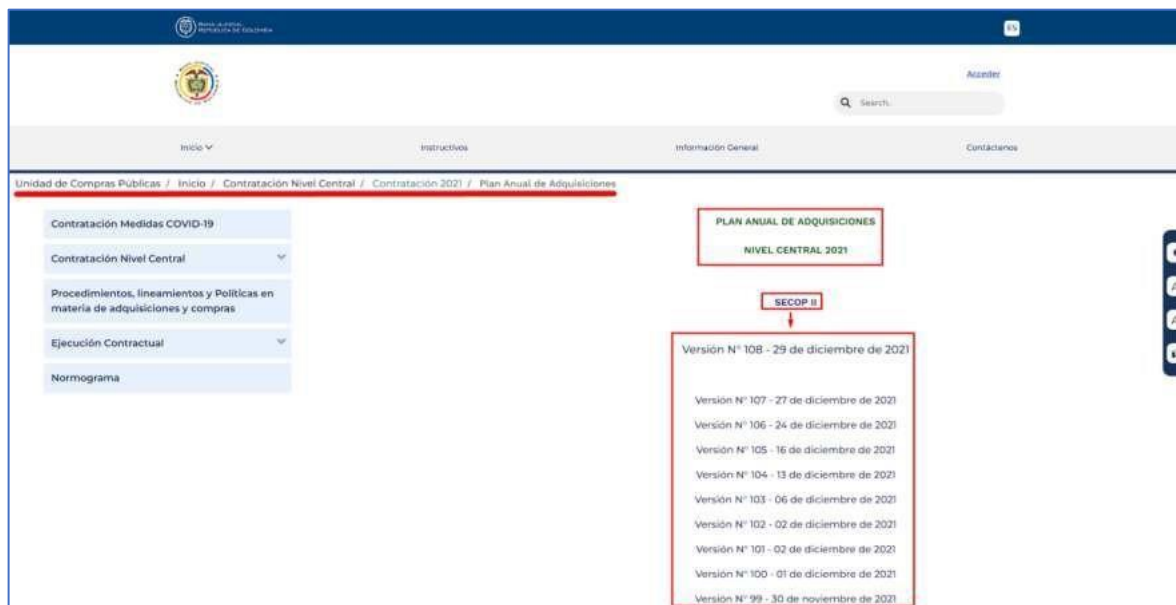 RAMA JUDICIAL
REPÚBLICA DE COLOMBIA
ES
Acceder
Search.
Inicio
Instructivos
Información General
Contáctenos
Unidad de Compras Públicas / Inicio / Contratación Nivel Central / Contratación 2021 / Plan Anual de Adquisiciones
Contratación Medidas COVID-19
Contratación Nivel Central
Procedimientos, lineamientos y Políticas en
materia de adquisiciones y compras
Ejecución Contractual
Normograma
PLAN ANUAL DE ADQUISICIONES
NIVEL CENTRAL 2021
SECOP II
Versión N° 108 - 29 de diciembre de 2021
Versión N° 107 - 27 de diciembre de 2021
Versión N° 106 - 24 de diciembre de 2021
Versión N° 105 - 16 de diciembre de 2021
Versión N° 104 - 13 de diciembre de 2021
Versión N° 103 - 06 de diciembre de 2021
Versión N° 102 - 02 de diciembre de 2021
Versión N° 101 - 02 de diciembre de 2021
Versión N° 100 - 01 de diciembre de 2021
Versión N° 99 - 30 de noviembre de 2021